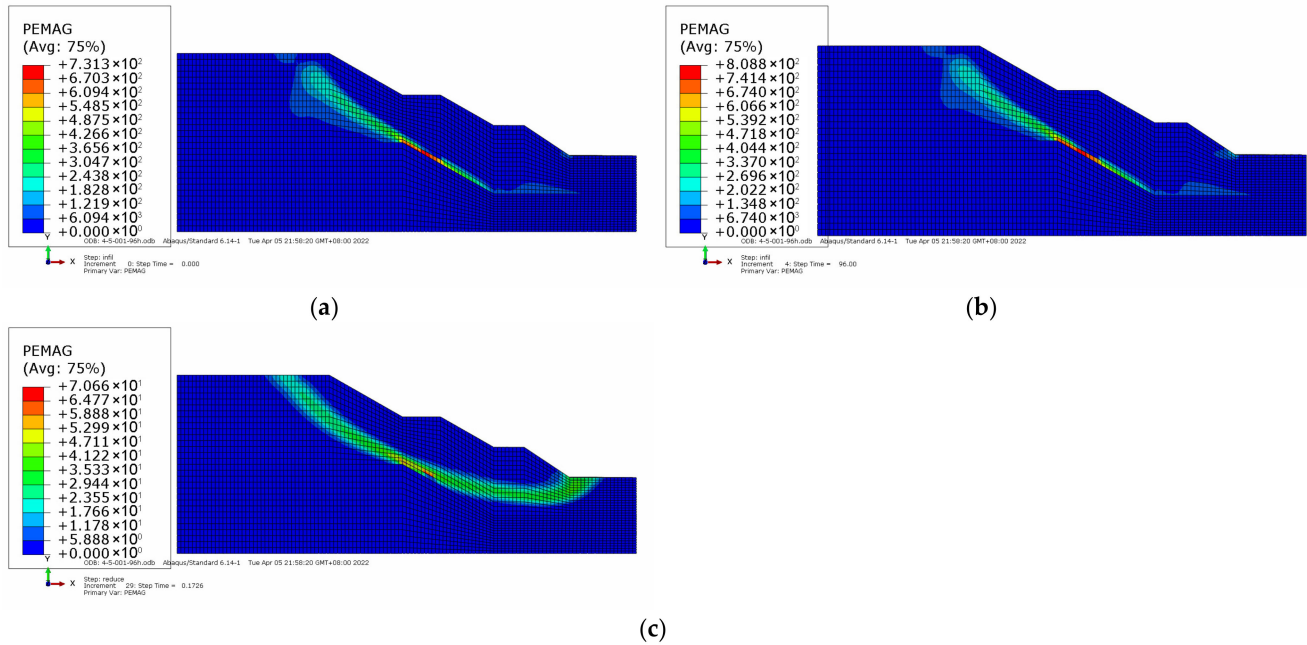 PEMAG
(Avg: 75%)
+7.313×10²
+6.703×10²
+6.094×10²
+5.485×10²
+4.875×10²
+4.266×10²
+3.656×10²
+3.047×10²
+2.438×10²
+1.828×10²
+1.219×10²
+6.094×10³
+0.000×10⁰
Y
ODB: 4-5-001-96h.odb Abaqus/Standard 6.14-1 Tue Apr 05 21:58:20 GMT+08:00 2022
X
Step: infil
Increment 0: Step Time = 0.000
Primary Var: PEMAG
(a)
PEMAG
(Avg: 75%)
+8.088×10²
+7.414×10²
+6.740×10²
+6.066×10²
+5.392×10²
+4.718×10²
+4.044×10²
+3.370×10²
+2.696×10²
+2.022×10²
+1.348×10²
+6.740×10³
+0.000×10⁰
Y
ODB: 4-5-001-96h.odb Abaqus/Standard 6.14-1 Tue Apr 05 21:58:20 GMT+08:00 2022
X
Step: infil
Increment 4: Step Time = 96.00
Primary Var: PEMAG
(b)
PEMAG
(Avg: 75%)
+7.066×10¹
+6.477×10¹
+5.888×10¹
+5.299×10¹
+4.711×10¹
+4.122×10¹
+3.533×10¹
+2.944×10¹
+2.355×10¹
+1.766×10¹
+1.178×10¹
+5.888×10⁰
+0.000×10⁰
Y
ODB: 4-5-001-96h.odb Abaqus/Standard 6.14-1 Tue Apr 05 21:58:20 GMT+08:00 2022
X
Step: reduce
Increment 29: Step Time = 0.1726
Primary Var: PEMAG
(c)